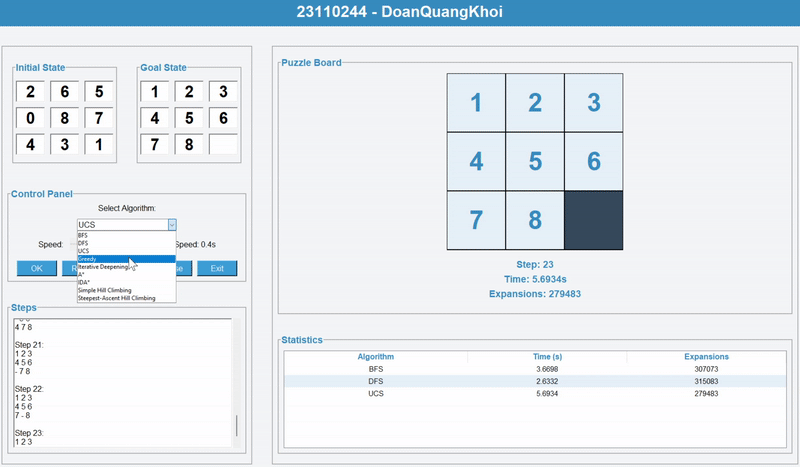 23110244 - DoanQuangKhoi
Initial State
2 6 5
0 8 7
4 3 1
Goal State
1 2 3
4 5 6
7 8
Control Panel
Select Algorithm:
UCS
BFS
DFS
UCS
Greedy
Iterative Deepening
A*
IDA*
Simple Hill Climbing
Steepest-Ascent Hill Climbing
Speed:
Speed: 0.4s
OK
Exit
Steps
4 7 8
Step 21:
1 2 3
4 5 6
- 7 8
Step 22:
1 2 3
4 5 6
7 - 8
Step 23:
1 2 3
Puzzle Board
1 2 3
4 5 6
7 8
Step: 23
Time: 5.6934s
Expansions: 279483
Statistics
Algorithm Time (s) Expansions
BFS 3.6698 307073
DFS 2.6332 315083
UCS 5.6934 279483